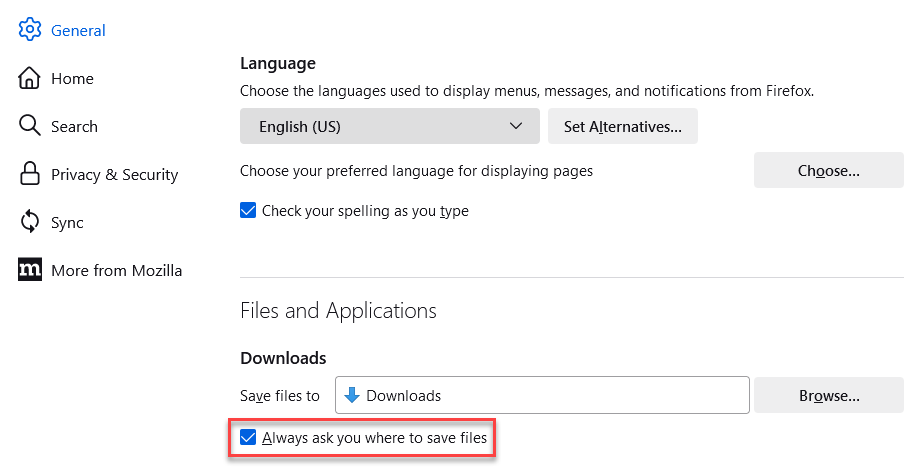 General
Home
Search
Privacy & Security
Sync
m More from Mozilla
Language
Choose the languages used to display menus, messages, and notifications from Firefox.
English (US) Set Alternatives...
Choose your preferred language for displaying pages Choose...
Check your spelling as you type
Files and Applications
Downloads
Save files to Downloads Browse...
Always ask you where to save files